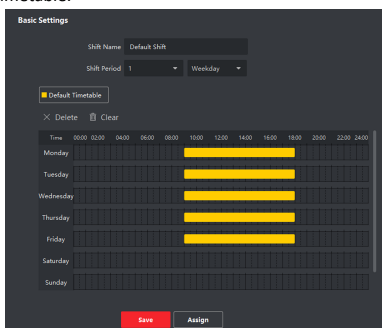 Basic Settings
Shift Name Default Shift
Shift Period 1 Weekday
Default Timetable
Delete Clear
Time 00:00 02:00 04:00 06:00 08:00 10:00 12:00 14:00 16:00 18:00 20:00 22:00 24:00
Monday
Tuesday
Wednesday
Thursday
Friday
Saturday
Sunday
Save Assign